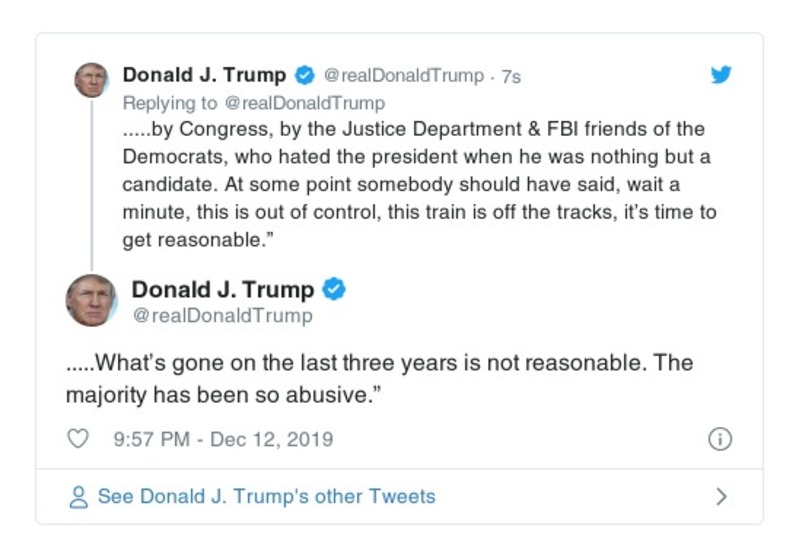 Donald J. Trump @realDonaldTrump · 7s
Replying to @realDonaldTrump
.....by Congress, by the Justice Department & FBI friends of the
Democrats, who hated the president when he was nothing but a
candidate. At some point somebody should have said, wait a
minute, this is out of control, this train is off the tracks, it’s time to
get reasonable.”
Donald J. Trump
@realDonaldTrump
.....What’s gone on the last three years is not reasonable. The
majority has been so abusive.”
9:57 PM - Dec 12, 2019
See Donald J. Trump's other Tweets